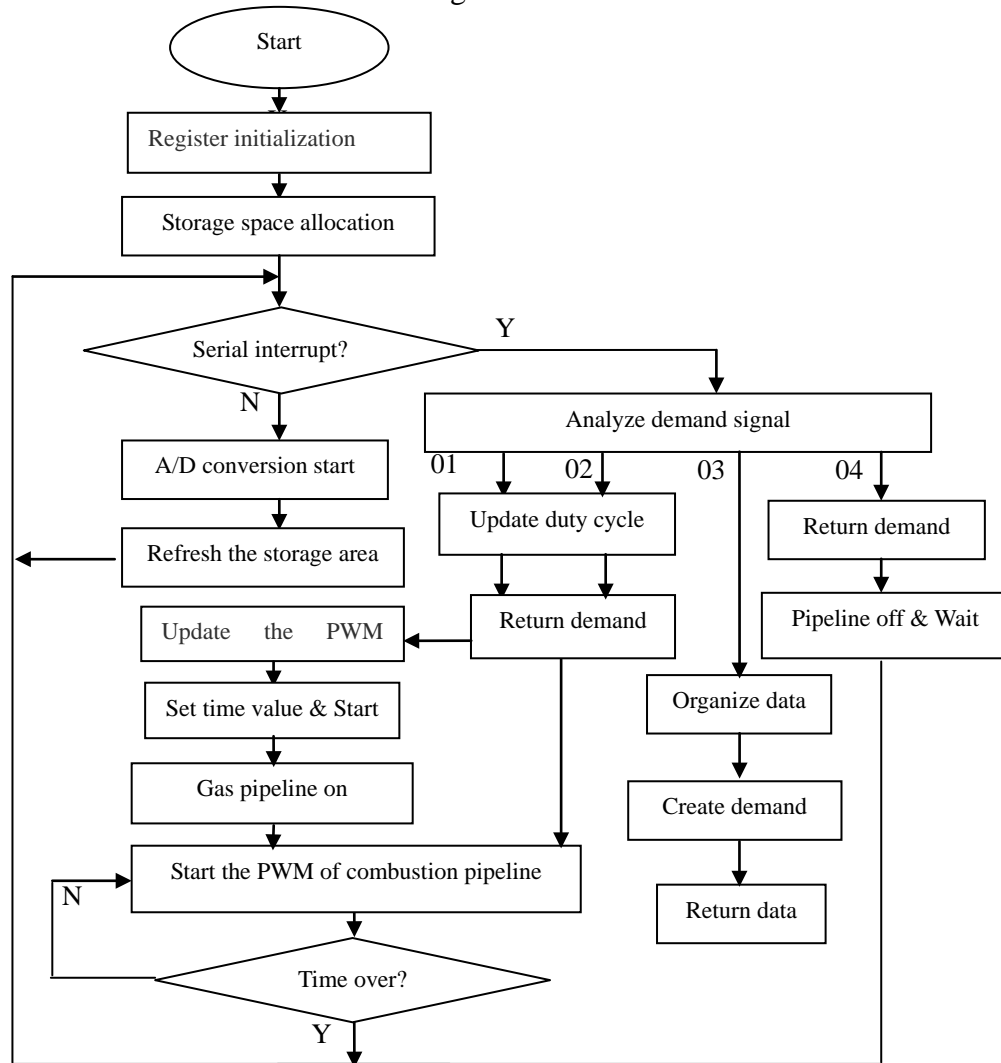 Start
Register initialization
Storage space allocation
Serial interrupt?
Y
N
A/D conversion start
Refresh the storage area
Analyze demand signal
01
02
03
04
Update duty cycle
Return demand
Return demand
Pipeline off & Wait
Update the PWM
Set time value & Start
Gas pipeline on
Organize data
Create demand
Return data
Start the PWM of combustion pipeline
N
Time over?
Y